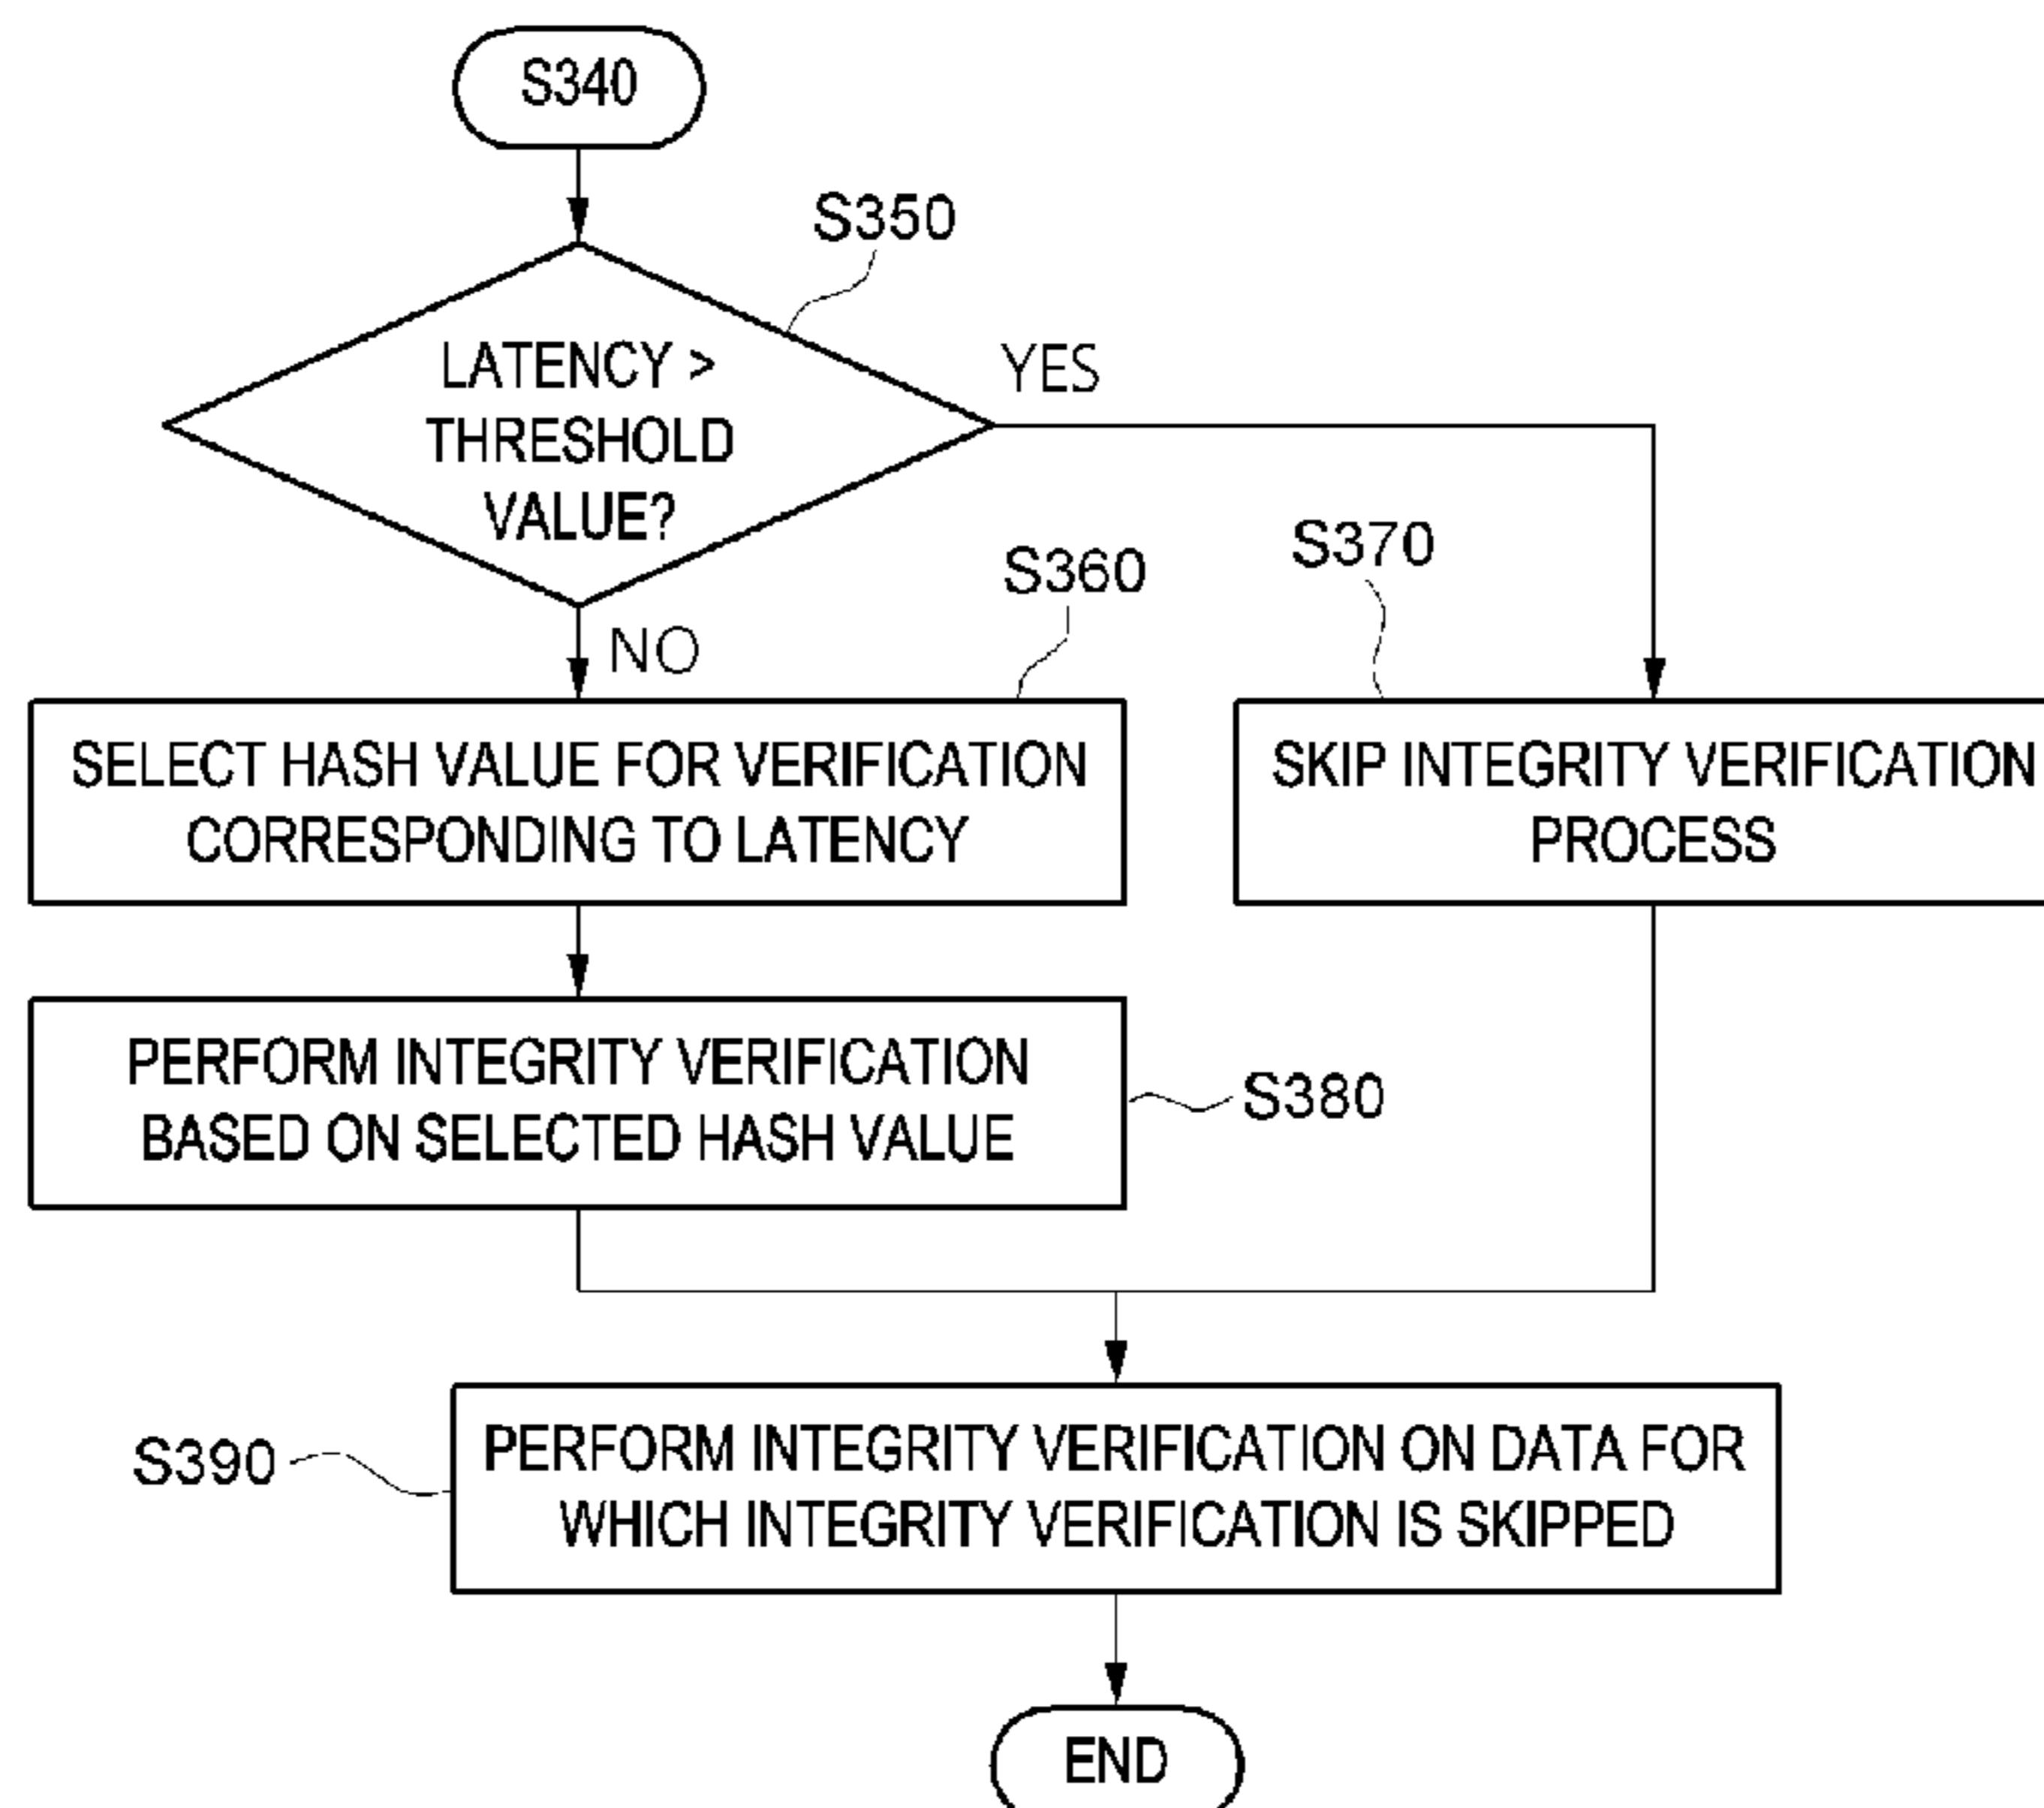 S340
S350
LATENCY >
THRESHOLD
VALUE?
YES
NO
S360
S370
SELECT HASH VALUE FOR VERIFICATION
CORRESPONDING TO LATENCY
SKIP INTEGRITY VERIFICATION
PROCESS
PERFORM INTEGRITY VERIFICATION
BASED ON SELECTED HASH VALUE
S380
S390
PERFORM INTEGRITY VERIFICATION ON DATA FOR
WHICH INTEGRITY VERIFICATION IS SKIPPED
END